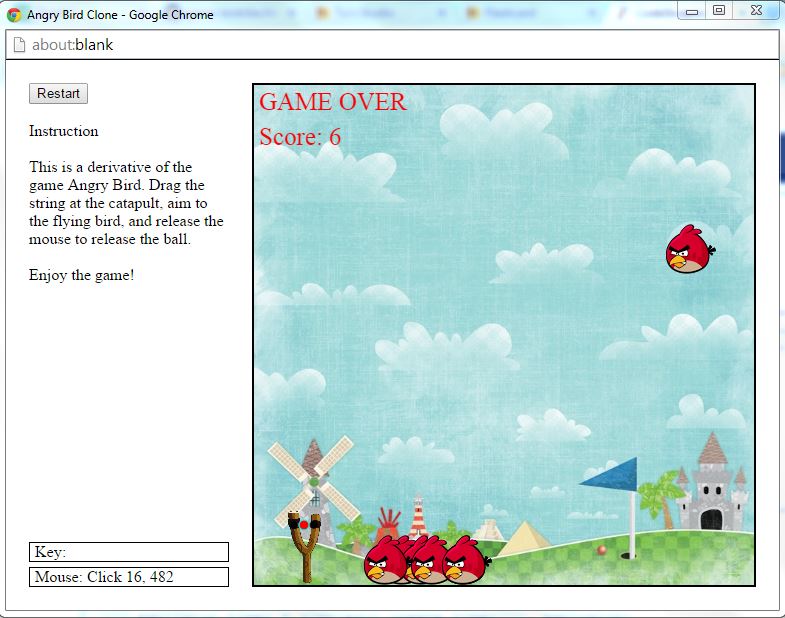 Angry Bird Clone - Google Chrome
about:blank
Restart
Instruction
This is a derivative of the
game Angry Bird. Drag the
string at the catapult, aim to
the flying bird, and release the
mouse to release the ball.
Enjoy the game!
Key:
Mouse: Click 16, 482
GAME OVER
Score: 6